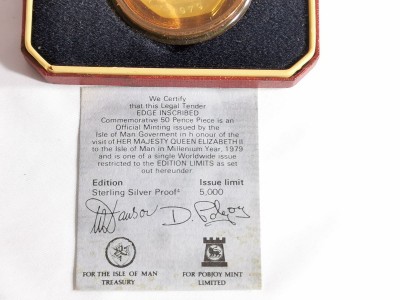 1979
We Certify
that this Legal Tender
EDGE INSCRIBED
Commemorative 50 Pence Piece is an
Official Minting issued by the
Isle of Man Goverment in h onour of the
visit of HER MAJESTY QUEEN ELIZABETH II
to the Isle of Man in Millenium Year, 1979
and is one of a single Worldwide issue
restricted to the EDITION LIMITS as set
out hereunder
Edition Issue limit
Sterling Silver Proof* 5,000
D. Pobjoy
FOR THE ISLE OF MAN FOR POBJOY MINT
TREASURY LIMITED